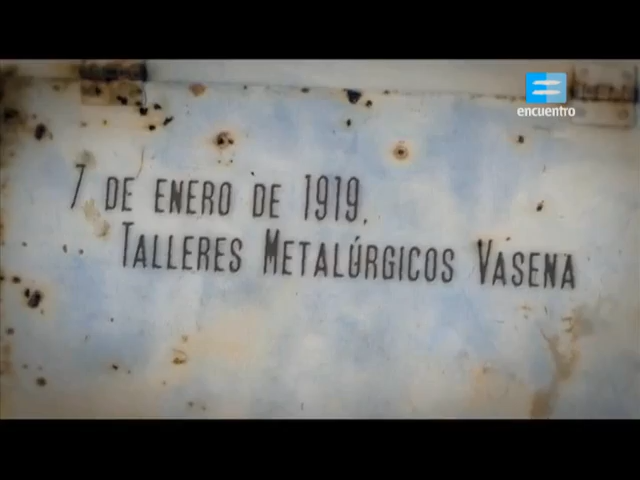 encuentro
7 DE ENERO DE 1919.
TALLERES METALÚRGICOS VASENA